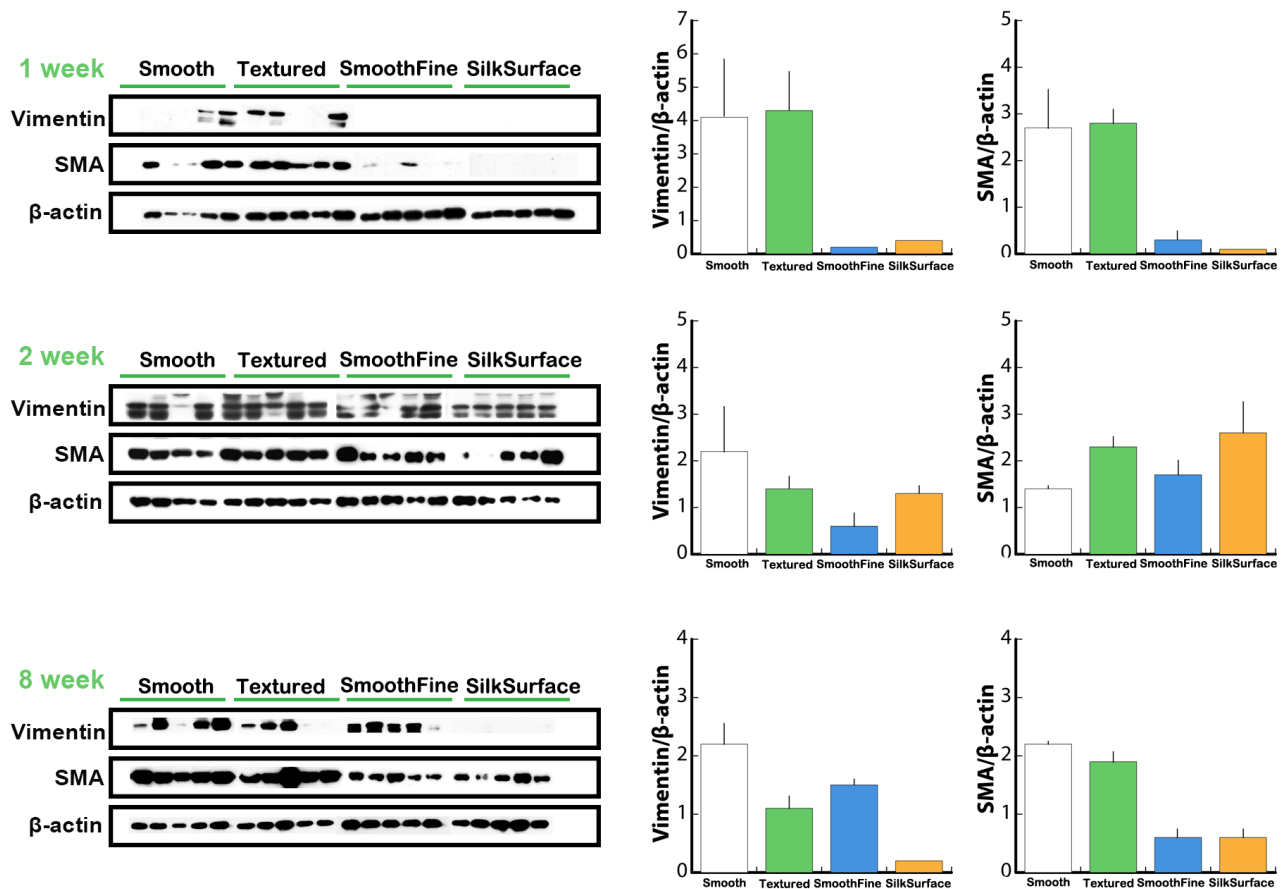 1 week
Smooth Textured SmoothFine SilkSurface
Vimentin
SMA
β-actin
Vimentin/β-actin
7
6
5
4
3
2
1
0
Smooth Textured SmoothFine SilkSurface
SMA/β-actin
5
4
3
2
1
0
Smooth Textured SmoothFine SilkSurface
2 week
Smooth Textured SmoothFine SilkSurface
Vimentin
SMA
β-actin
Vimentin/β-actin
5
4
3
2
1
0
Smooth Textured SmoothFine SilkSurface
SMA/β-actin
5
4
3
2
1
0
Smooth Textured SmoothFine SilkSurface
8 week
Smooth Textured SmoothFine SilkSurface
Vimentin
SMA
β-actin
Vimentin/β-actin
4
3
2
1
0
Smooth Textured SmoothFine SilkSurface
SMA/β-actin
4
3
2
1
0
Smooth Textured SmoothFine SilkSurface